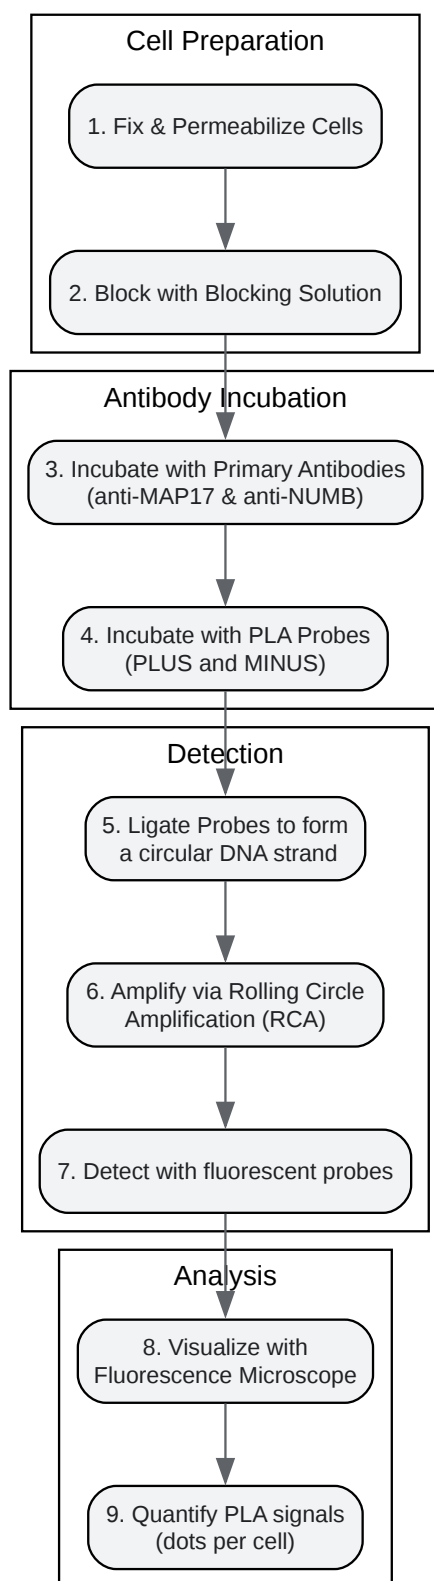 Cell Preparation
1. Fix & Permeabilize Cells
2. Block with Blocking Solution
Antibody Incubation
3. Incubate with Primary Antibodies
(anti-MAP17 & anti-NUMB)
4. Incubate with PLA Probes
(PLUS and MINUS)
Detection
5. Ligate Probes to form
a circular DNA strand
6. Amplify via Rolling Circle
Amplification (RCA)
7. Detect with fluorescent probes
Analysis
8. Visualize with
Fluorescence Microscope
9. Quantify PLA signals
(dots per cell)